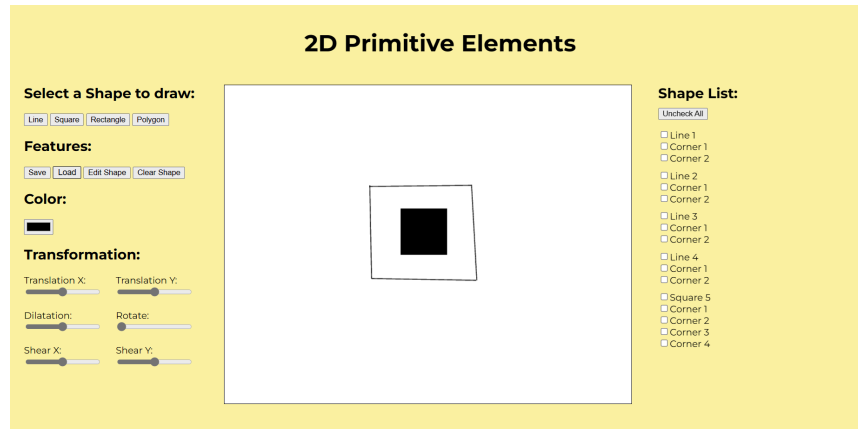 2D Primitive Elements
Select a Shape to draw:
Line Square Rectangle Polygon
Features:
Save Load Edit Shape Clear Shape
Color:
Transformation:
Translation X: Translation Y:
Dilatation: Rotate:
Shear X: Shear Y:
Shape List:
Uncheck All
Line 1
Corner 1
Corner 2
Line 2
Corner 1
Corner 2
Line 3
Corner 1
Corner 2
Line 4
Corner 1
Corner 2
Square 5
Corner 1
Corner 2
Corner 3
Corner 4